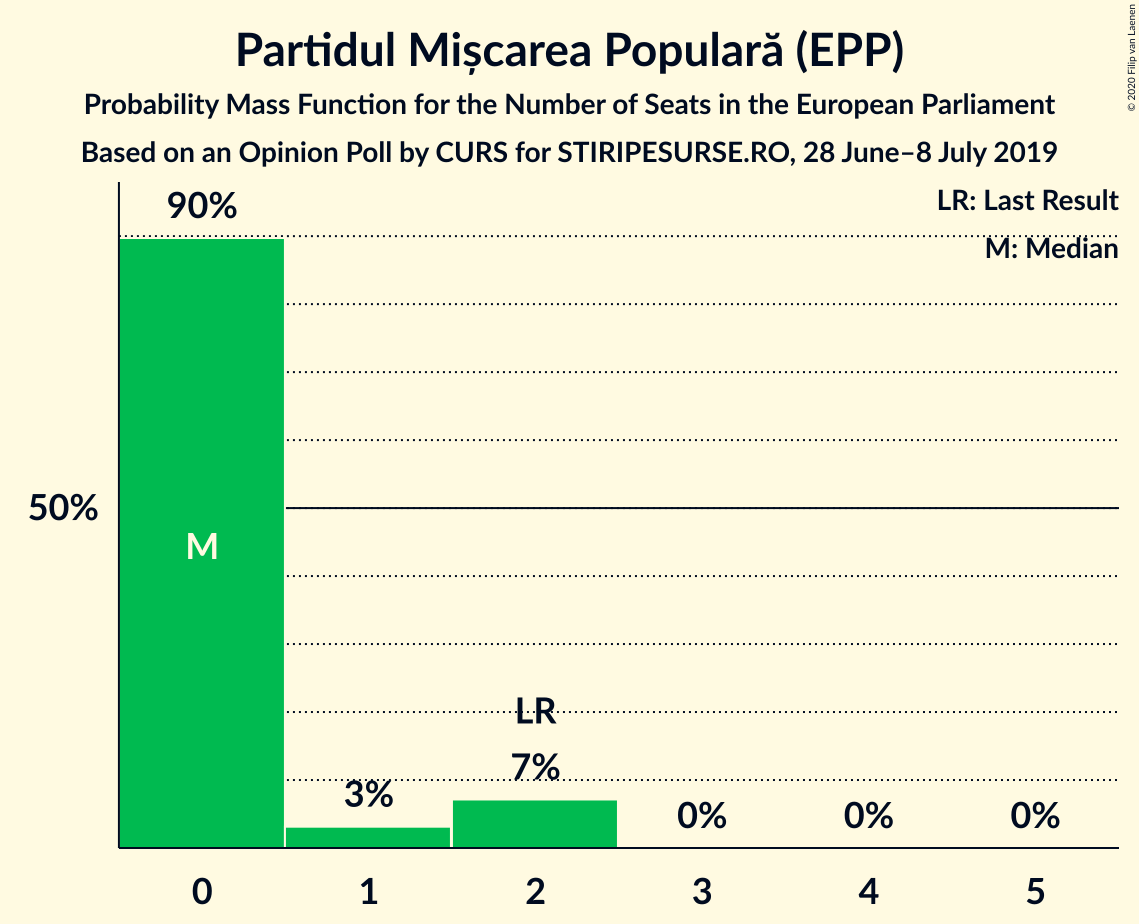 Partidul Mișcarea Populară (EPP)
Probability Mass Function for the Number of Seats in the European Parliament
Based on an Opinion Poll by CURS for STIRIPESURSE.RO, 28 June–8 July 2019
© 2020 Filip van Laenen
LR: Last Result
M: Median
90%
50%
M
LR
7%
3%
0%
0%
0%
0
1
2
3
4
5